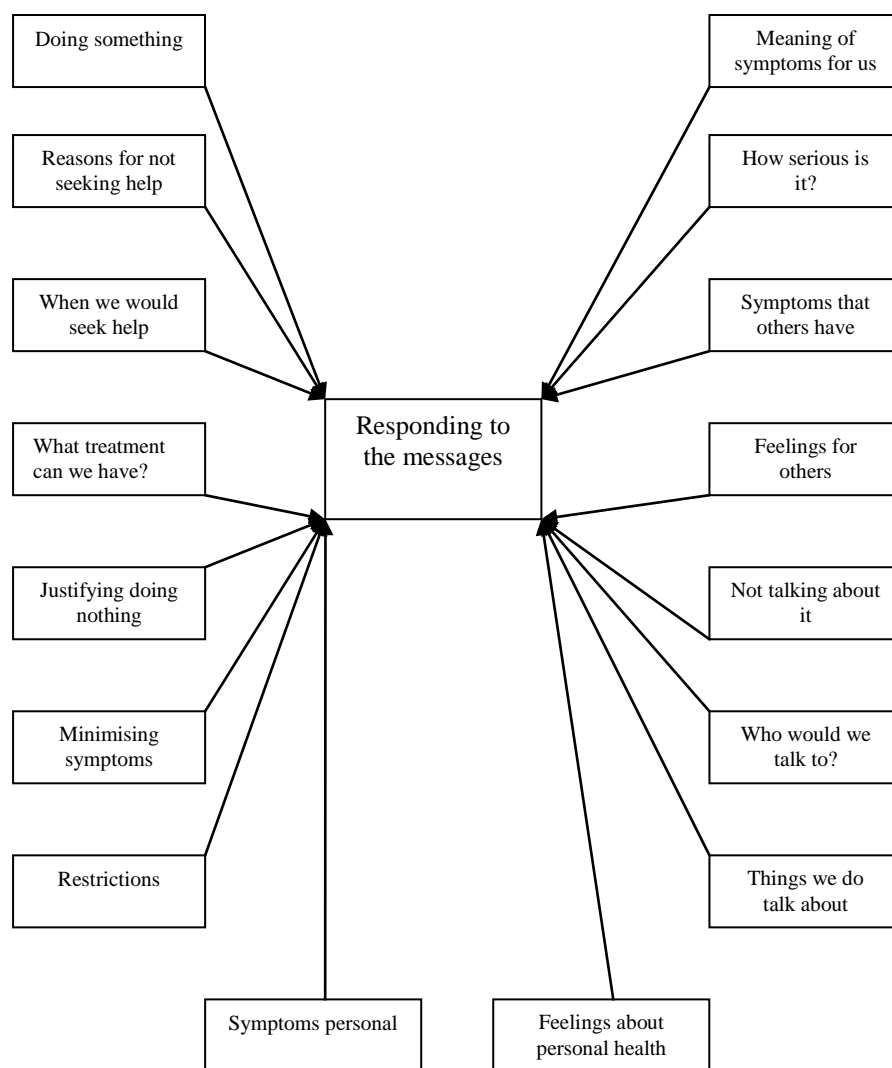 Doing something
Meaning of
symptoms for us
Reasons for not
seeking help
How serious is
it?
When we would
seek help
Symptoms that
others have
Responding to
the messages
What treatment
can we have?
Feelings for
others
Justifying doing
nothing
Not talking about
it
Minimising
symptoms
Who would we
talk to?
Restrictions
Things we do
talk about
Symptoms personal
Feelings about
personal health